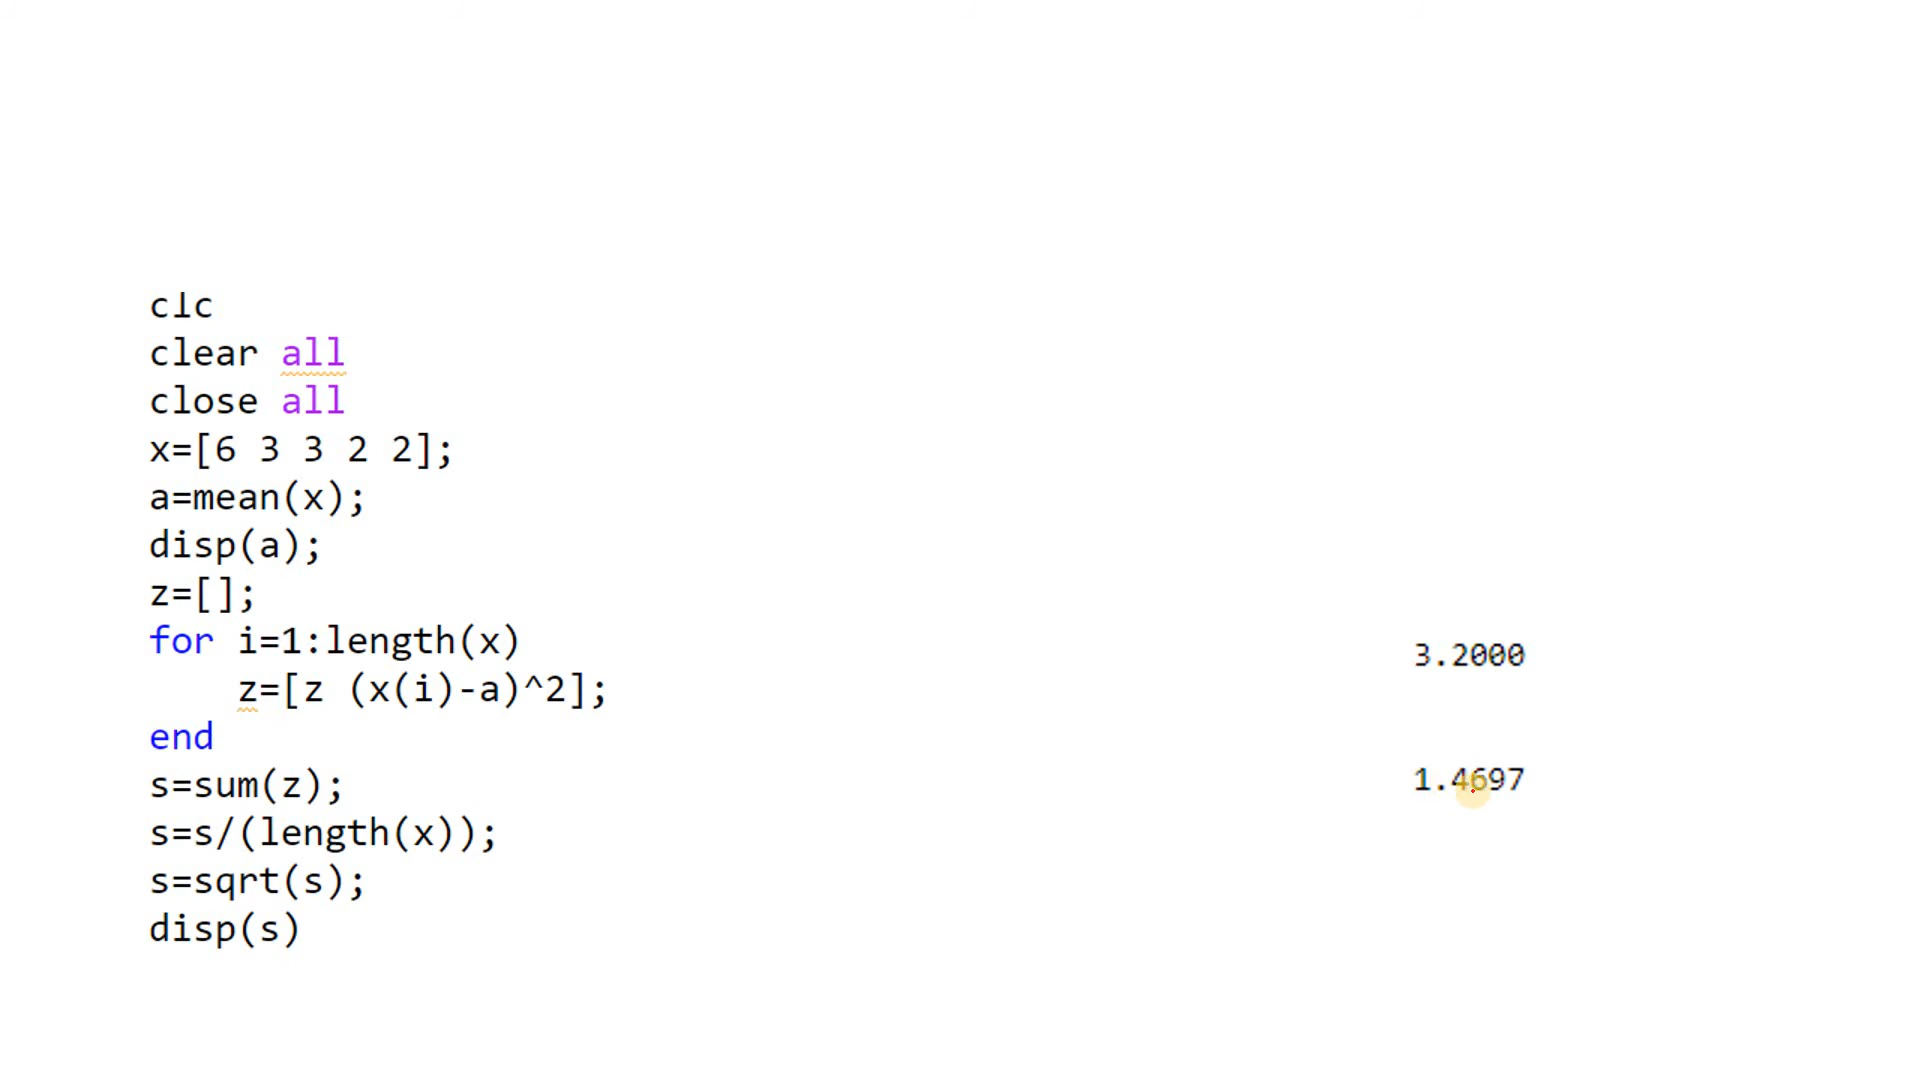 clc
clear all
close all
x=[6 3 3 2 2];
a=mean(x);
disp(a);
z=[];
for i=1:length(x)
    z=[z (x(i)-a)^2];
end
s=sum(z);
s=s/(length(x));
s=sqrt(s);
disp(s)
3.2000
1.4697